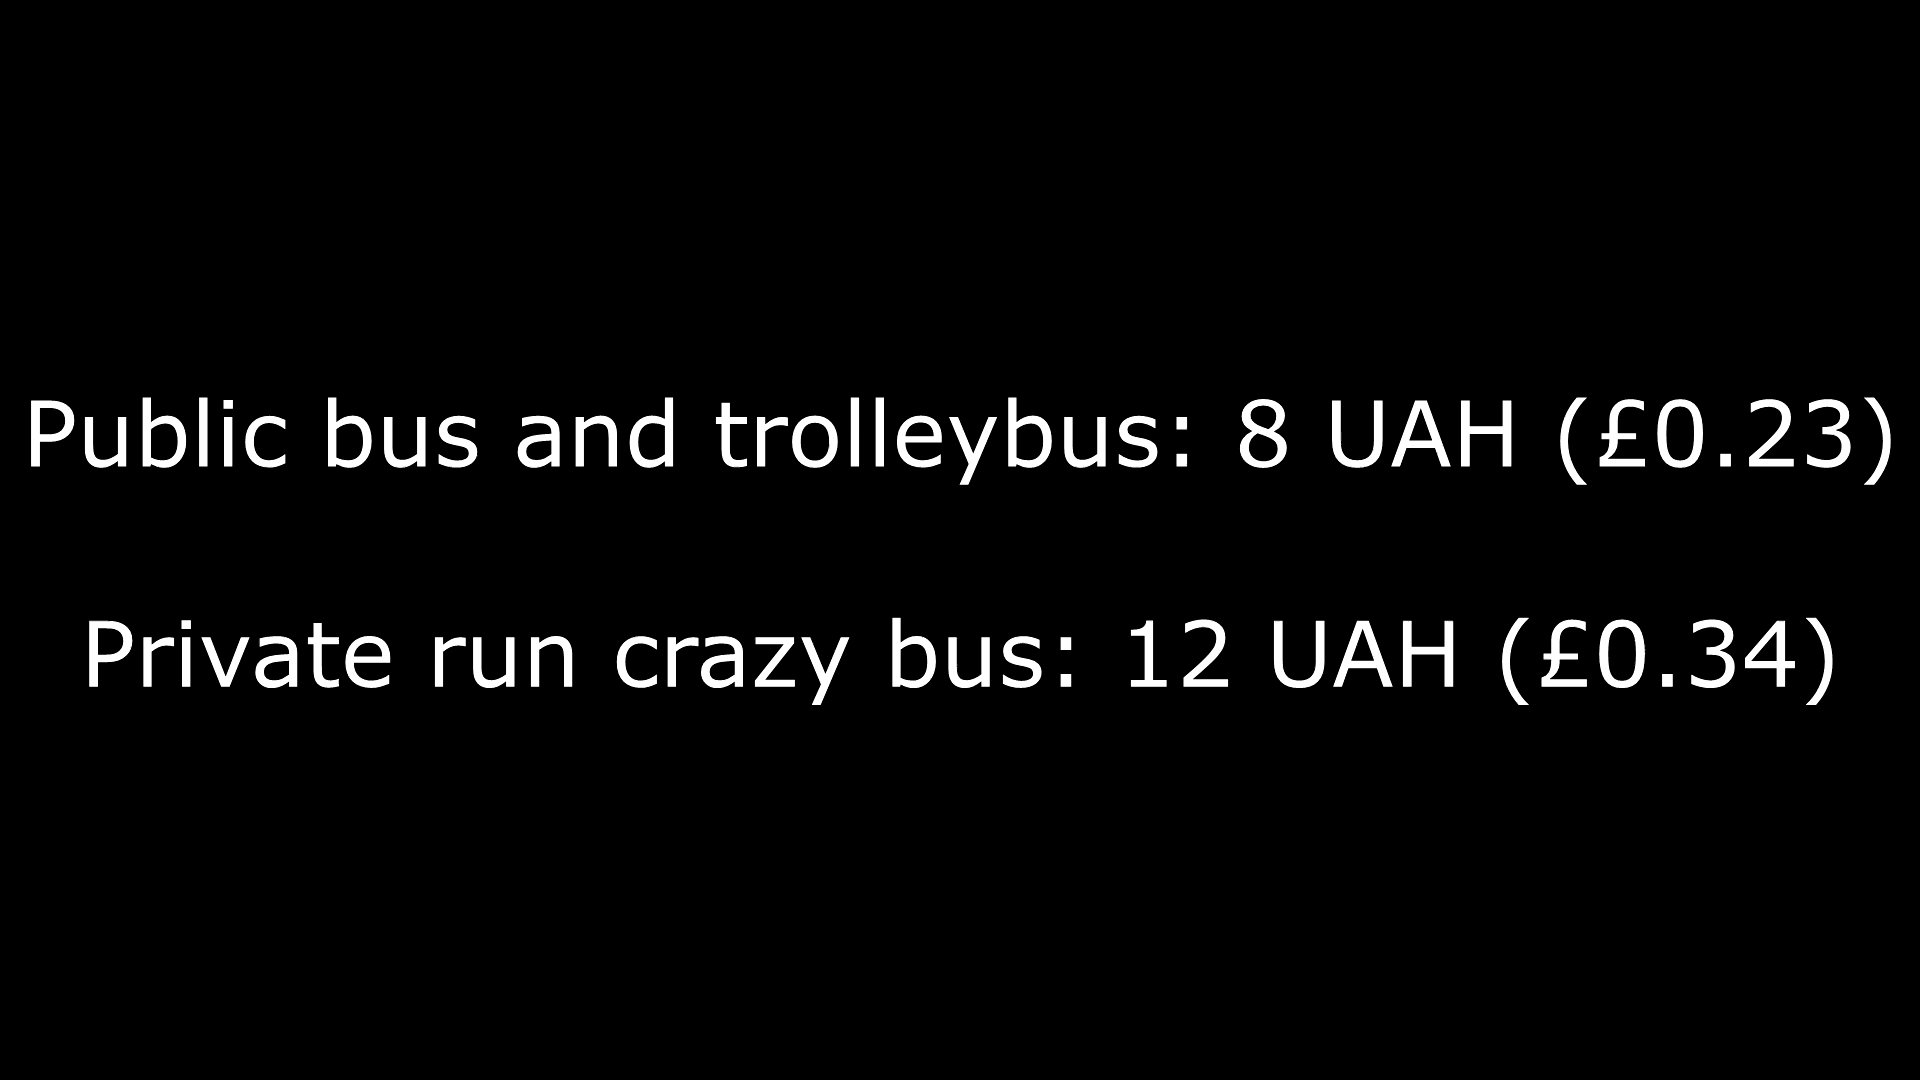 Public bus and trolleybus: 8 UAH (£0.23)
Private run crazy bus: 12 UAH (£0.34)